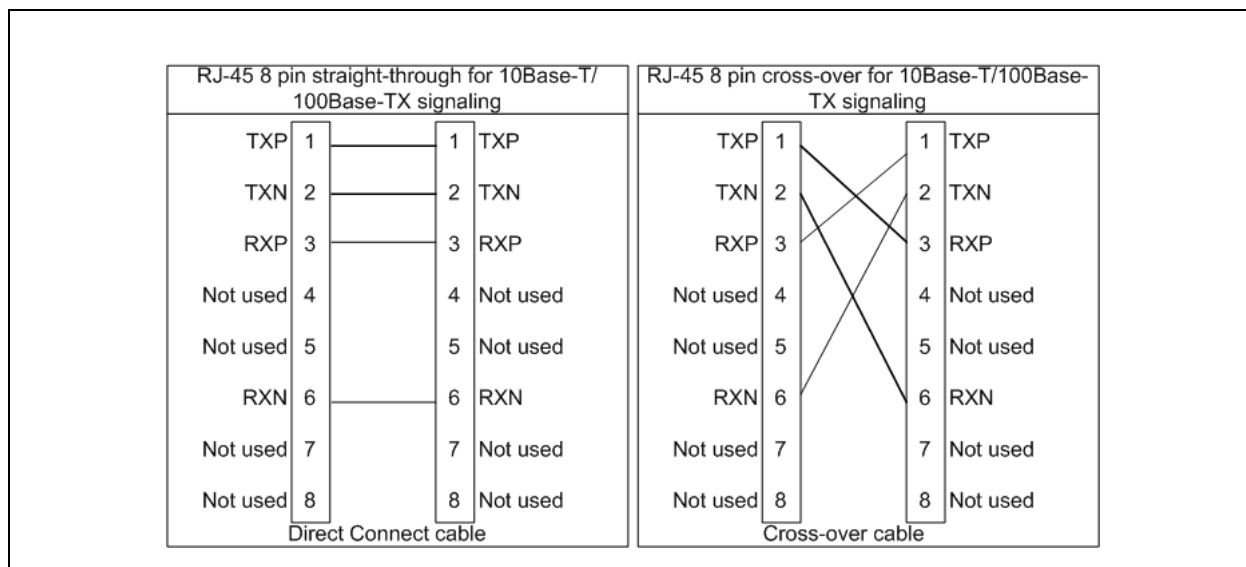 RJ-45 8 pin straight-through for 10Base-T/
100Base-TX signaling
TXP 1 1 TXP
TXN 2 2 TXN
RXP 3 3 RXP
Not used 4 4 Not used
Not used 5 5 Not used
RXN 6 6 RXN
Not used 7 7 Not used
Not used 8 8 Not used
Direct Connect cable
RJ-45 8 pin cross-over for 10Base-T/100Base-
TX signaling
TXP 1 1 TXP
TXN 2 2 TXN
RXP 3 3 RXP
Not used 4 4 Not used
Not used 5 5 Not used
RXN 6 6 RXN
Not used 7 7 Not used
Not used 8 8 Not used
Cross-over cable